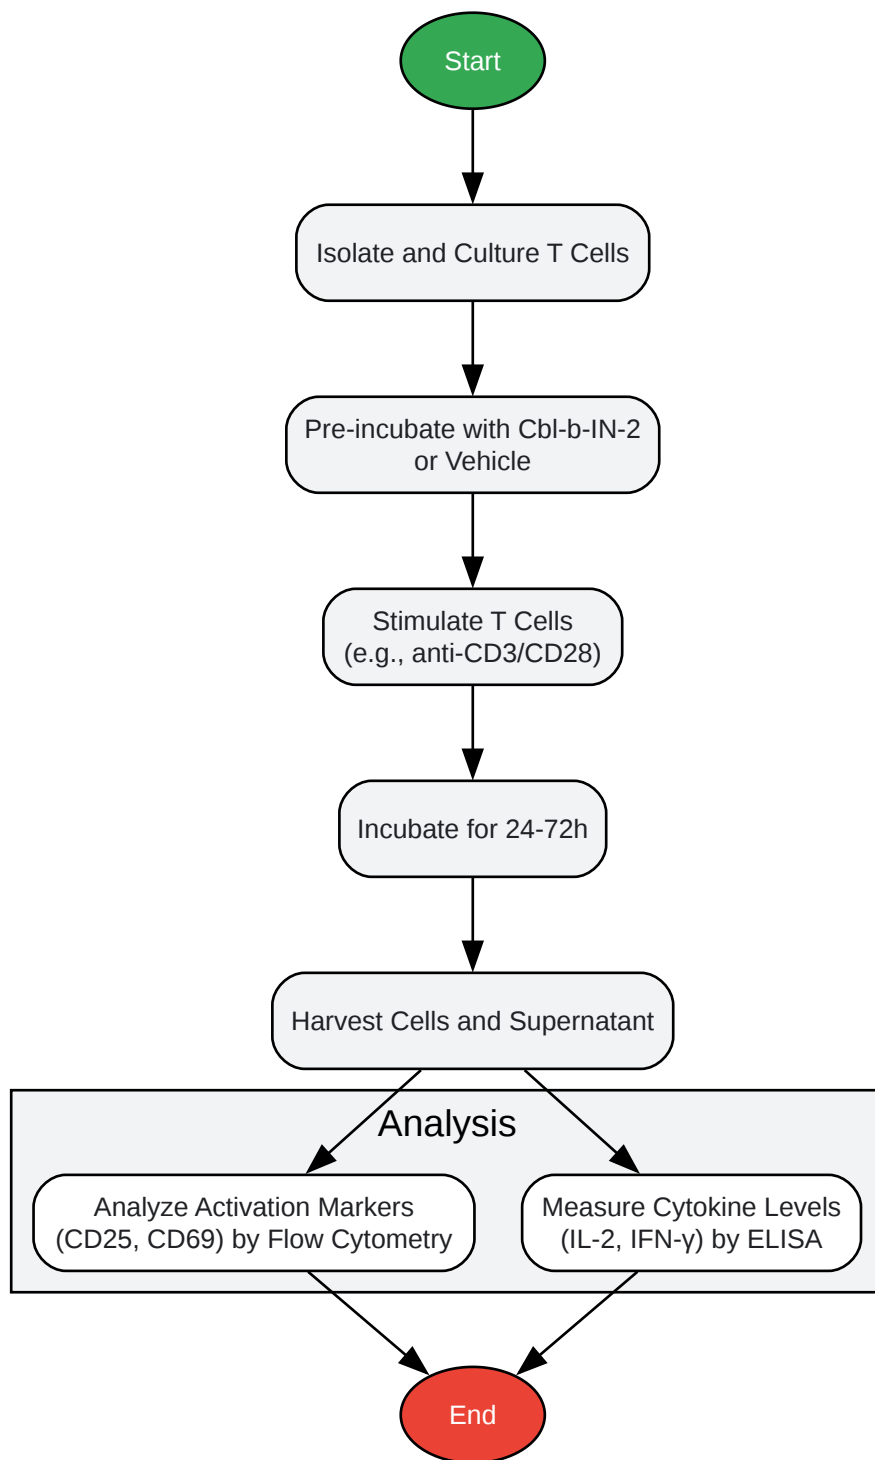 Start
Isolate and Culture T Cells
Pre-incubate with Cbl-b-IN-2
or Vehicle
Stimulate T Cells
(e.g., anti-CD3/CD28)
Incubate for 24-72h
Harvest Cells and Supernatant
Analysis
Analyze Activation Markers
(CD25, CD69) by Flow Cytometry
Measure Cytokine Levels
(IL-2, IFN-γ) by ELISA
End